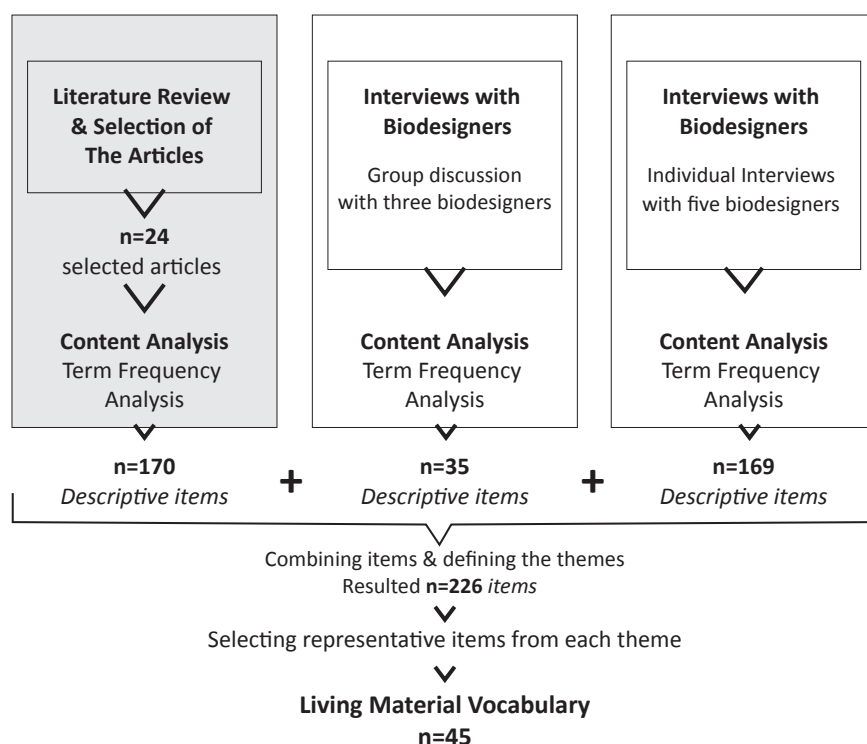 Literature Review
& Selection of
The Articles
n=24
selected articles
Content Analysis
Term Frequency
Analysis
n=170
Descriptive items
+
Interviews with
Biodesigners
Group discussion
with three biodesigners
Content Analysis
Term Frequency
Analysis
n=35
Descriptive items
+
Interviews with
Biodesigners
Individual Interviews
with five biodesigners
Content Analysis
Term Frequency
Analysis
n=169
Descriptive items
Combining items & defining the themes
Resulted n=226 items
Selecting representative items from each theme
Living Material Vocabulary
n=45